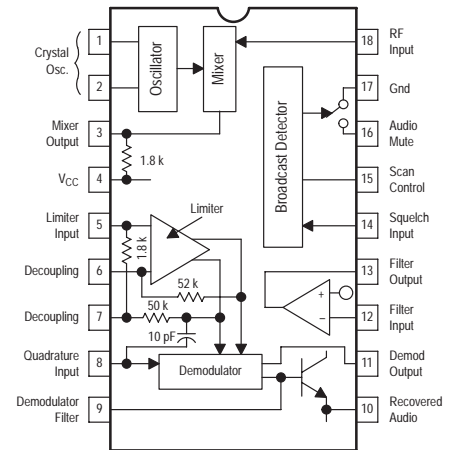 Crystal
Osc.
1
2
Mixer
Output
3
VCC
4
Limiter
Input
5
Decoupling
6
Decoupling
7
Quadrature
Input
8
Demodulator
Filter
9
Oscillator
Mixer
1.8 k
Limiter
1.8 k
52 k
50 k
10 pF
Demodulator
Broadcast Detector
+
–
18
RF
Input
17
Gnd
16
Audio
Mute
15
Scan
Control
14
Squelch
Input
13
Filter
Output
12
Filter
Input
11
Demod
Output
10
Recovered
Audio